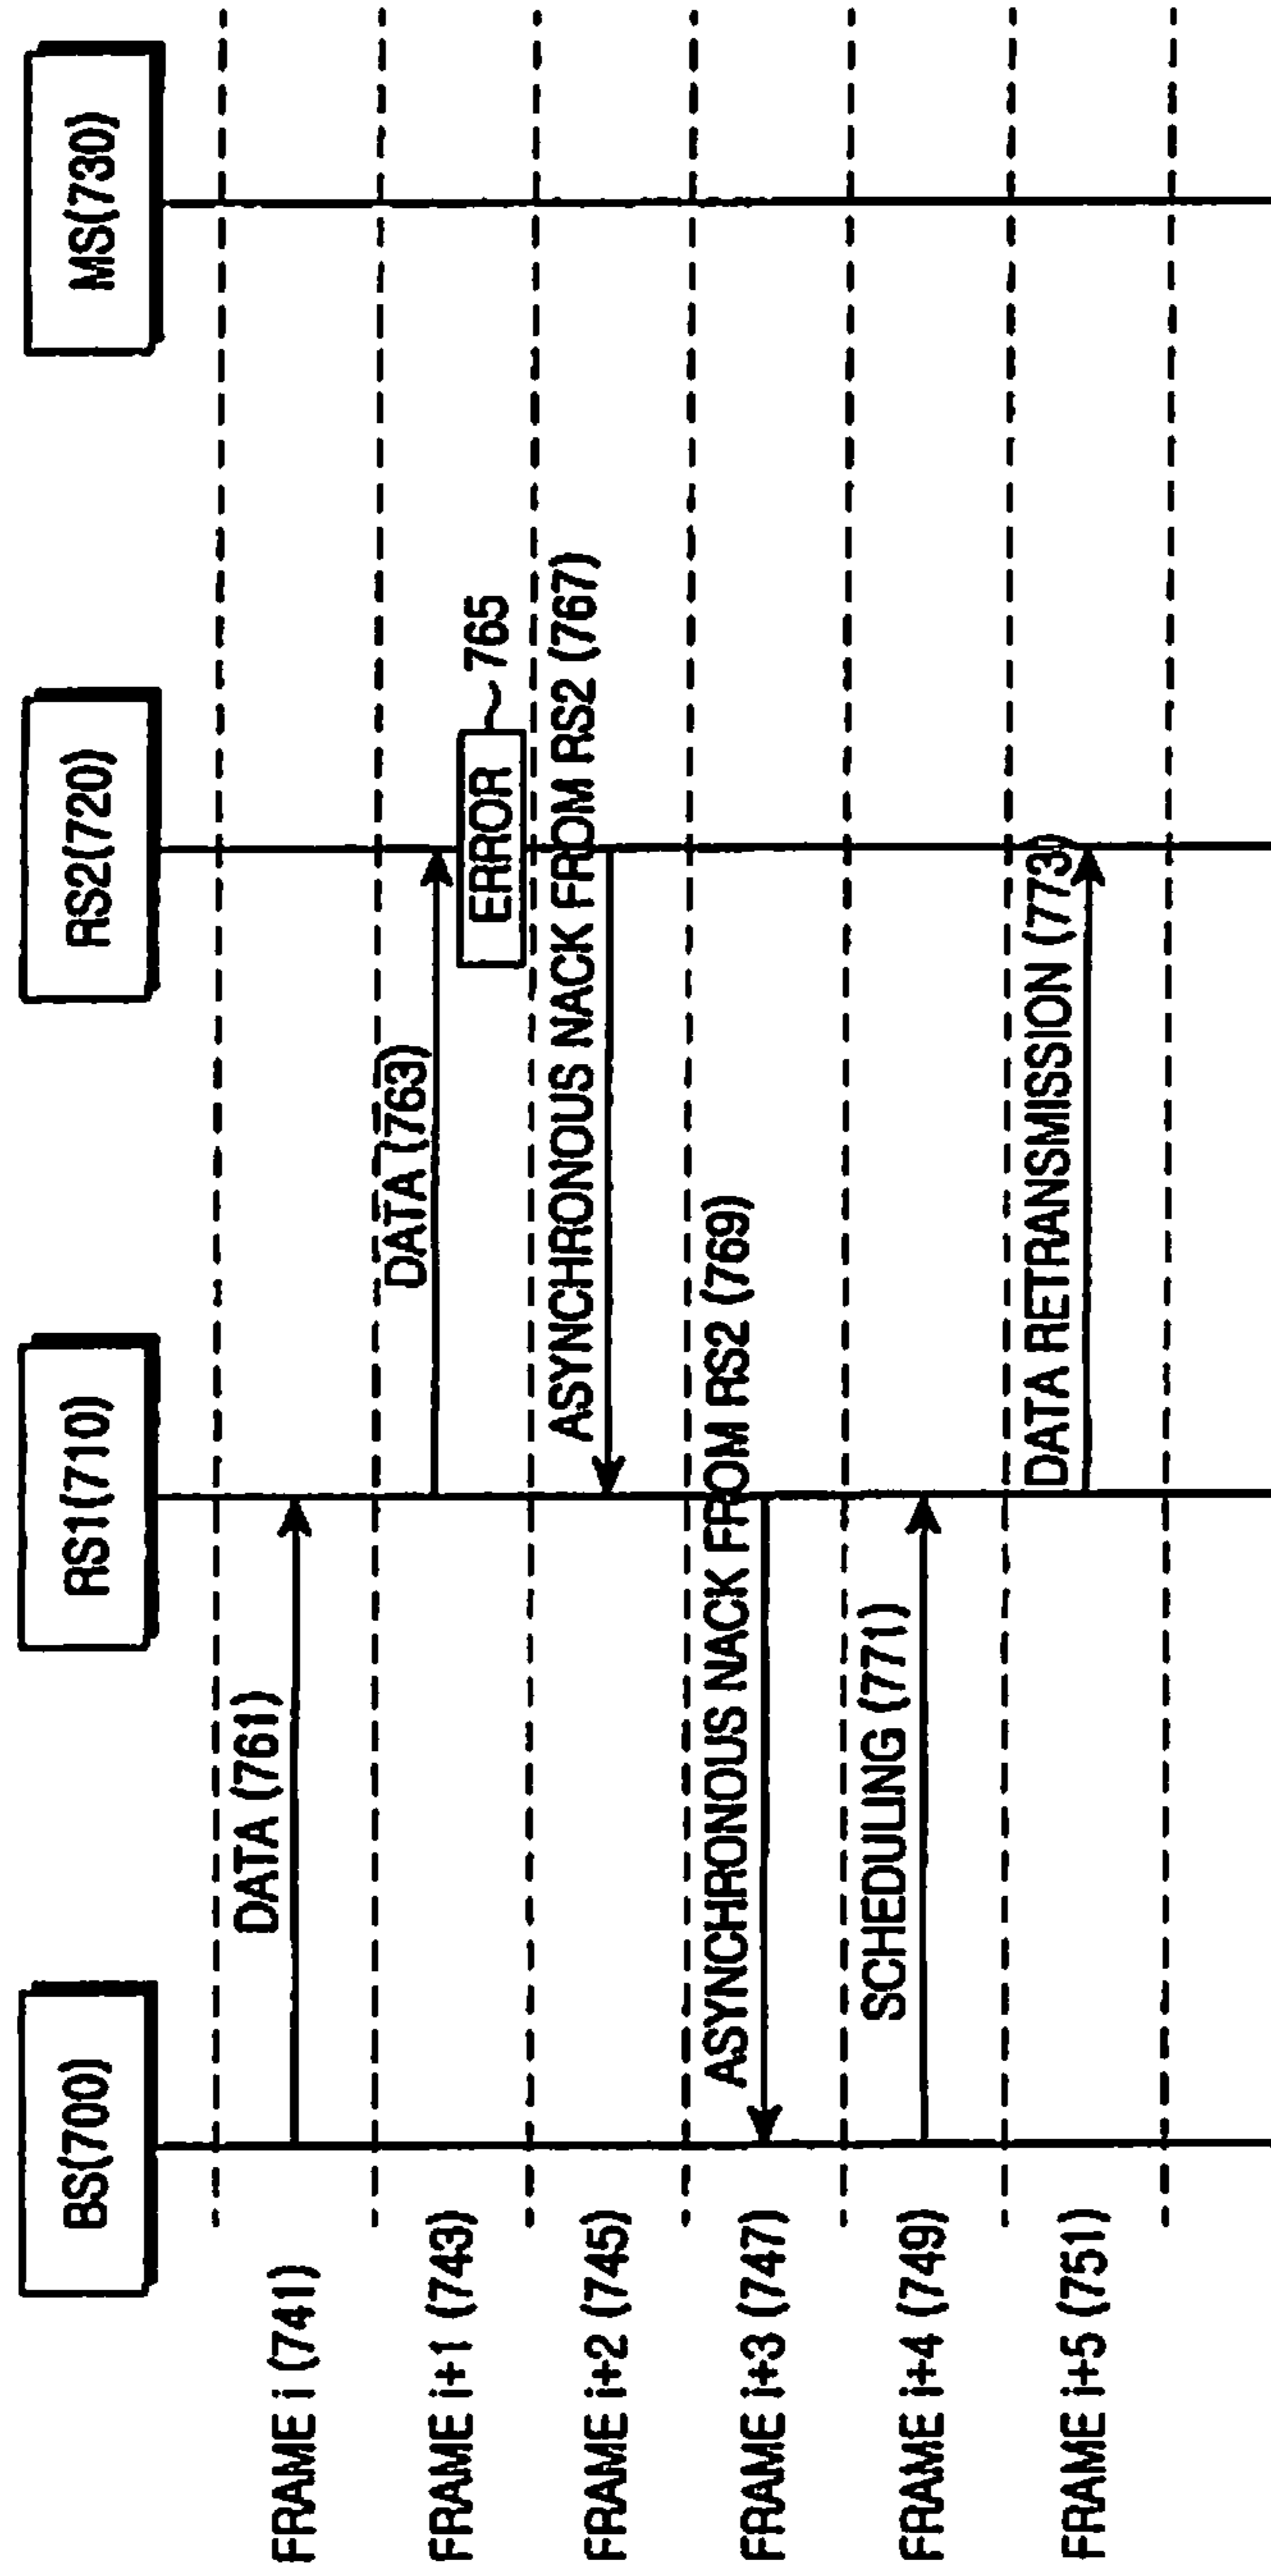 BS(700)
RS1(710)
RS2(720)
MS(730)
FRAME i (741)
DATA (761)
FRAME i+1 (743)
DATA (763)
ERROR
765
FRAME i+2 (745)
ASYNCHRONOUS NACK FROM RS2 (767)
FRAME i+3 (747)
ASYNCHRONOUS NACK FROM RS2 (769)
FRAME i+4 (749)
SCHEDULING (771)
FRAME i+5 (751)
DATA RETRANSMISSION (773)